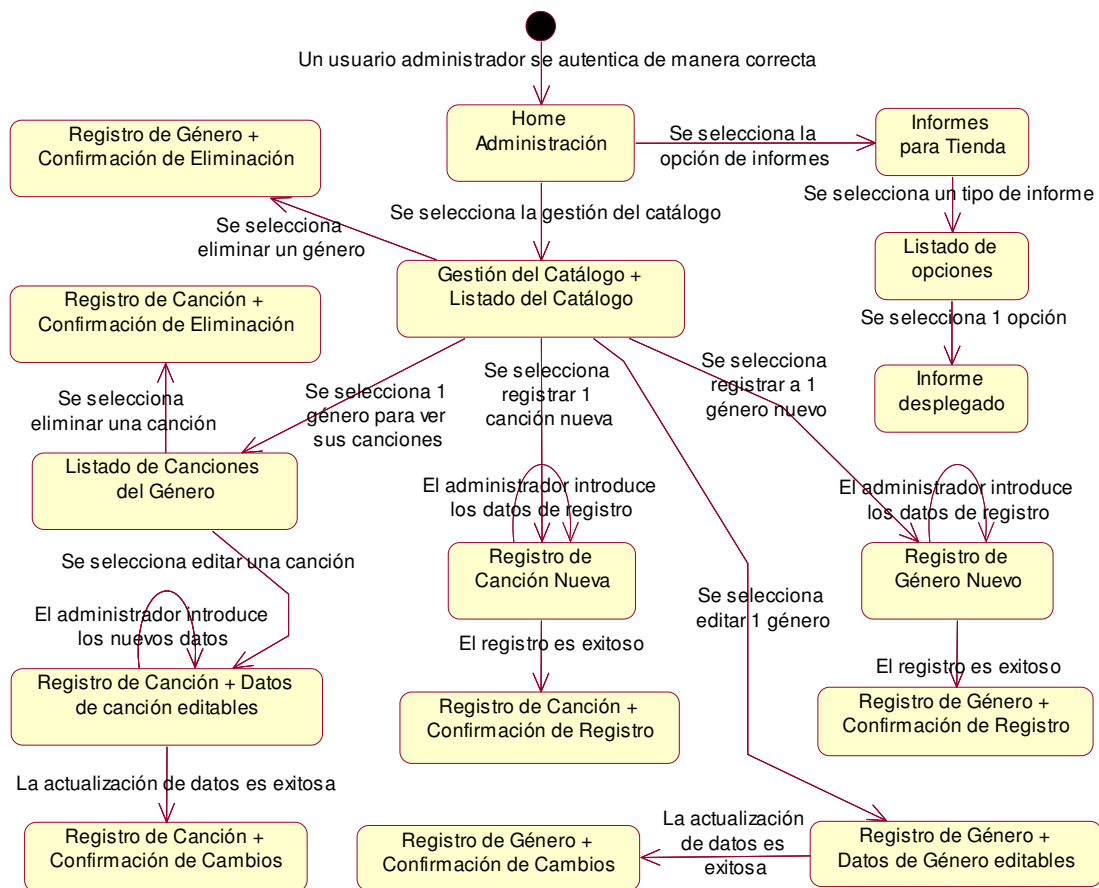 Un usuario administrador se autentica de manera correcta
Home
Administración
Se selecciona la
opción de informes
Informes
para Tienda
Registro de Género +
Confirmación de Eliminación
Se selecciona un tipo de informe
Se selecciona la gestión del catálogo
Se selecciona
eliminar un género
Listado de
opciones
Gestión del Catálogo +
Listado del Catálogo
Registro de Canción +
Confirmación de Eliminación
Se selecciona 1 opción
Se selecciona 1
género para ver
sus canciones
Se selecciona
registrar 1
canción nueva
Se selecciona
registrar a 1
género nuevo
Informe
desplegado
Se selecciona
eliminar una canción
Listado de Canciones
del Género
El administrador introduce
los datos de registro
El administrador introduce
los datos de registro
Se selecciona editar una canción
Registro de
Canción Nueva
Registro de
Género Nuevo
Se selecciona
editar 1 género
El administrador introduce
los nuevos datos
El registro es exitoso
El registro es exitoso
Registro de Canción + Datos
de canción editables
Registro de Canción +
Confirmación de Registro
Registro de Género +
Confirmación de Registro
La actualización de datos es exitosa
Registro de Canción +
Confirmación de Cambios
Registro de Género +
Confirmación de Cambios
La actualización
de datos es
exitosa
Registro de Género +
Datos de Género editables